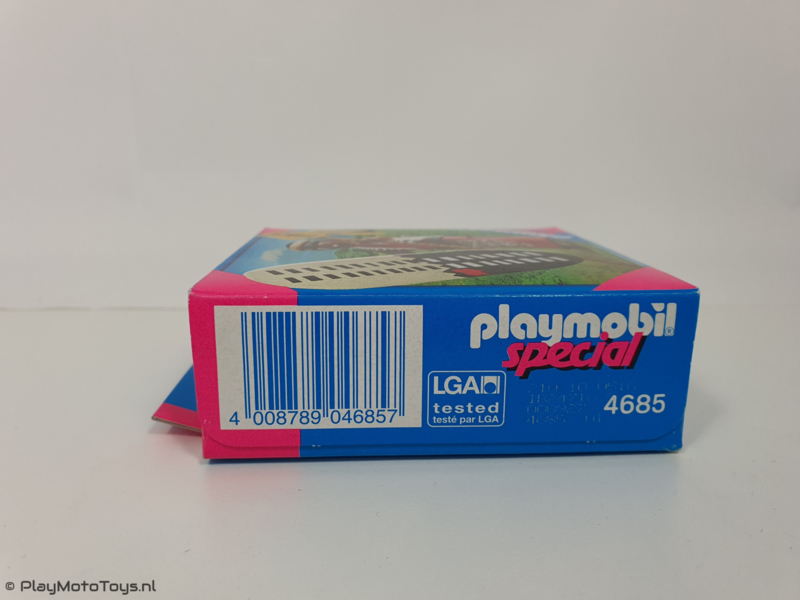 playmobil®
special
LGA
tested
testé par LGA
4685
4 008789 046857
© PlayMotoToys.nl